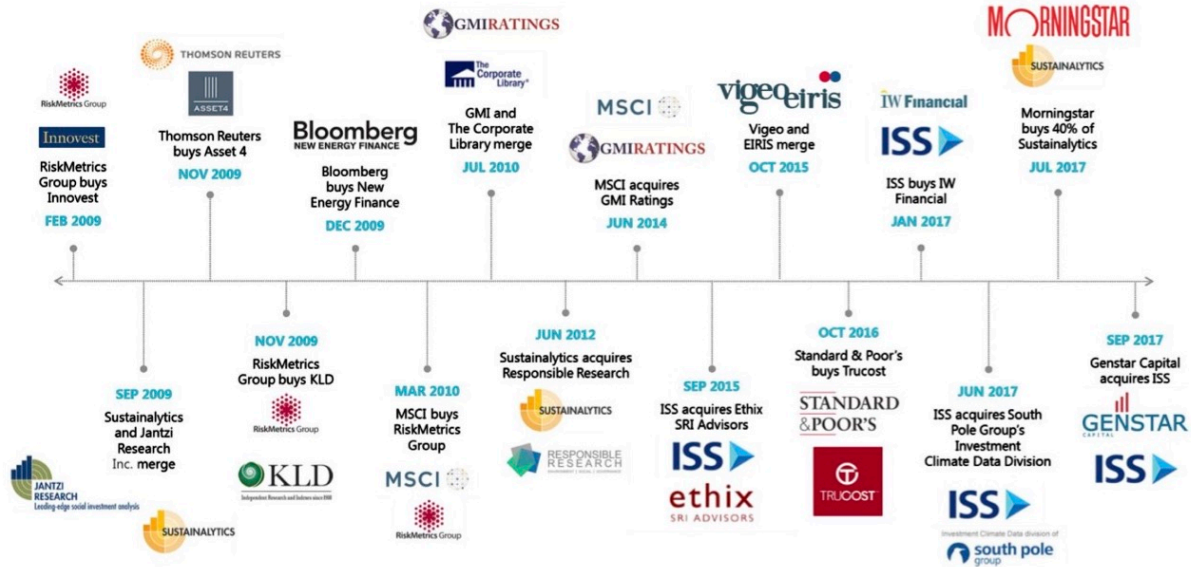 RiskMetrics Group
Innovest
RiskMetrics
Group buys
Innovest
FEB 2009
THOMSON REUTERS
ASSET4
Thomson Reuters
buys Asset 4
NOV 2009
Bloomberg
NEW ENERGY FINANCE
Bloomberg
buys New
Energy Finance
DEC 2009
GMIRATINGS
The
Corporate
Library®
GMI and
The Corporate
Library merge
JUL 2010
MSCI
GMIRATINGS
MSCI acquires
GMI Ratings
JUN 2014
vigeoeiris
Vigeo and
EIRIS merge
OCT 2015
IW Financial
ISS
ISS buys IW
Financial
JAN 2017
MORNINGSTAR
SUSTAINALYTICS
Morningstar
buys 40% of
Sustainalytics
JUL 2017
SEP 2009
Sustainalytics
and Jantzi
Research
Inc. merge
JANTZI
RESEARCH
Leading-edge social investment analysis
SUSTAINALYTICS
NOV 2009
RiskMetrics
Group buys KLD
RiskMetrics Group
KLD
Independent Research and Indexes since 1988
MAR 2010
MSCI buys
RiskMetrics
Group
MSCI
RiskMetrics Group
JUN 2012
Sustainalytics acquires
Responsible Research
SUSTAINALYTICS
RESPONSIBLE
RESEARCH
SEP 2015
ISS acquires Ethix
SRI Advisors
ISS
ethix
SRI ADVISORS
OCT 2016
Standard & Poor's
buys Trucost
STANDARD
&POOR'S
TRUCOST
JUN 2017
ISS acquires South
Pole Group's
Investment
Climate Data Division
ISS
Investment Climate Data division of
south pole
group
SEP 2017
Genstar Capital
acquires ISS
GENSTAR
CAPITAL
ISS